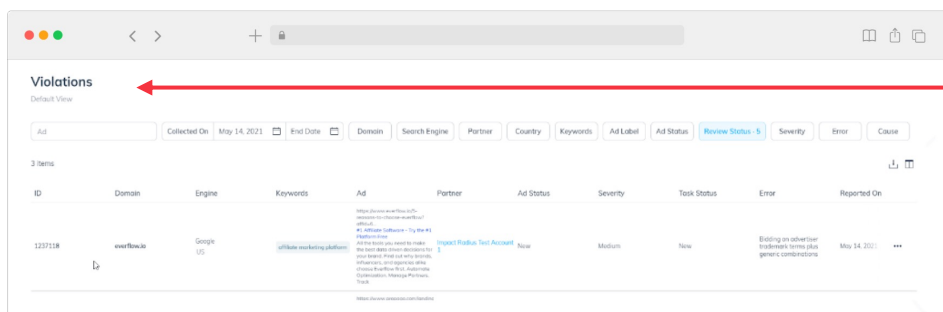 Violations
Default View
Ad
Collected On May 14, 2021 End Date
Domain
Search Engine
Partner
Country
Keywords
Ad Label
Ad Status
Review Status - 5
Severity
Error
Cause
3 items
ID Domain Engine Keywords Ad Partner Ad Status Severity Task Status Error Reported On
1237110
everflow.io
Google
US
affiliate marketing platform
#1 Affiliate Software - Try the #1
Platform Free
All the tools you need to make
the best data driven decisions for
your brand. Find out why brands,
influencers, and agencies alike
choose Everflow first. Automate
Optimization. Manage Partners.
Track
Impact Radius Test Account
1
New
Medium
New
Bidding on advertiser
trademark terms plus
generic combinations
May 14, 2021